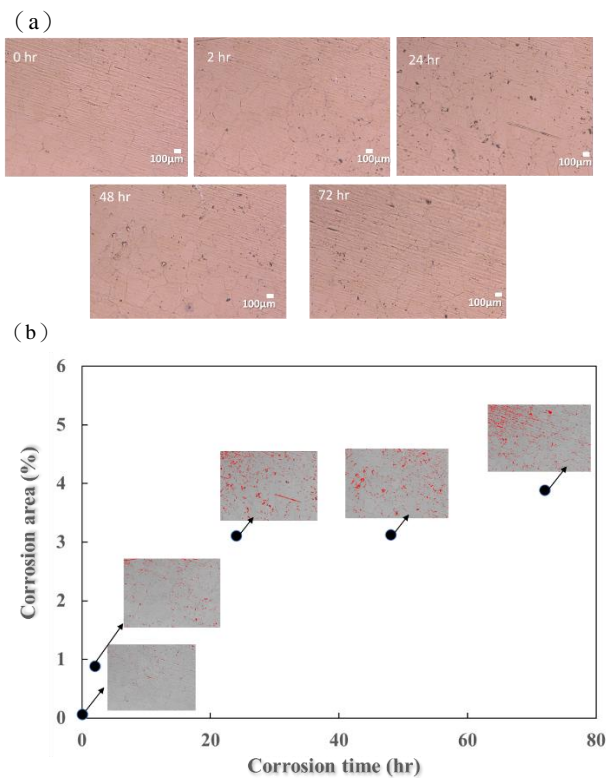 (a)
0 hr
100μm
2 hr
100μm
24 hr
100μm
48 hr
100μm
72 hr
100μm
(b)
6
5
4
3
2
1
0
Corrosion area (%)
0 20 40 60 80
Corrosion time (hr)